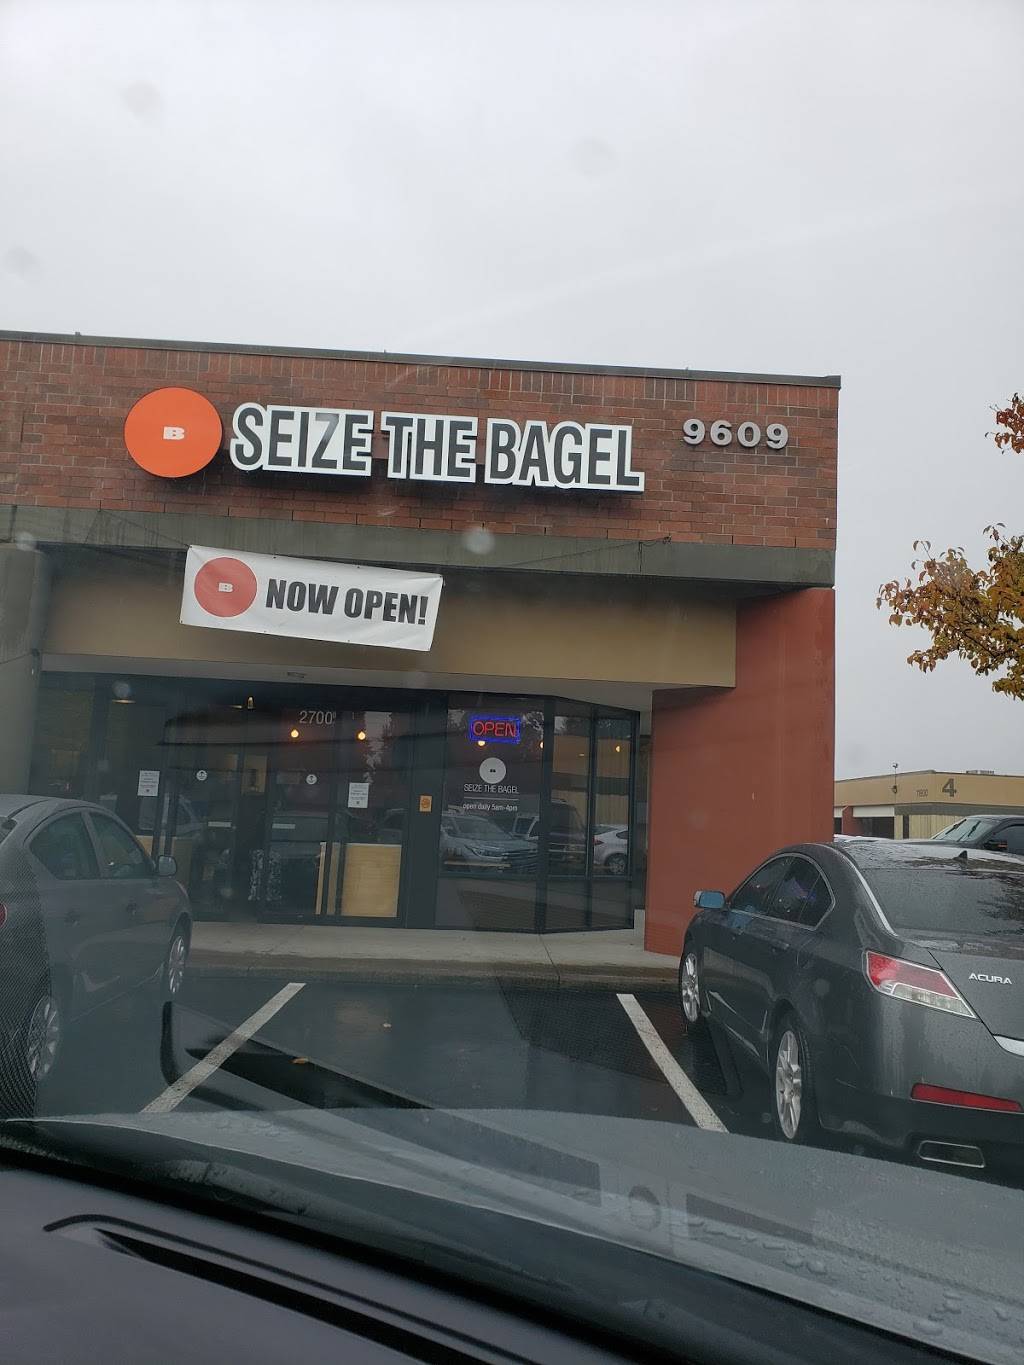 B SEIZE THE BAGEL 9609
B NOW OPEN!
2700
OPEN
B
SEIZE THE BAGEL
open daily 5am-4pm
4
ACURA